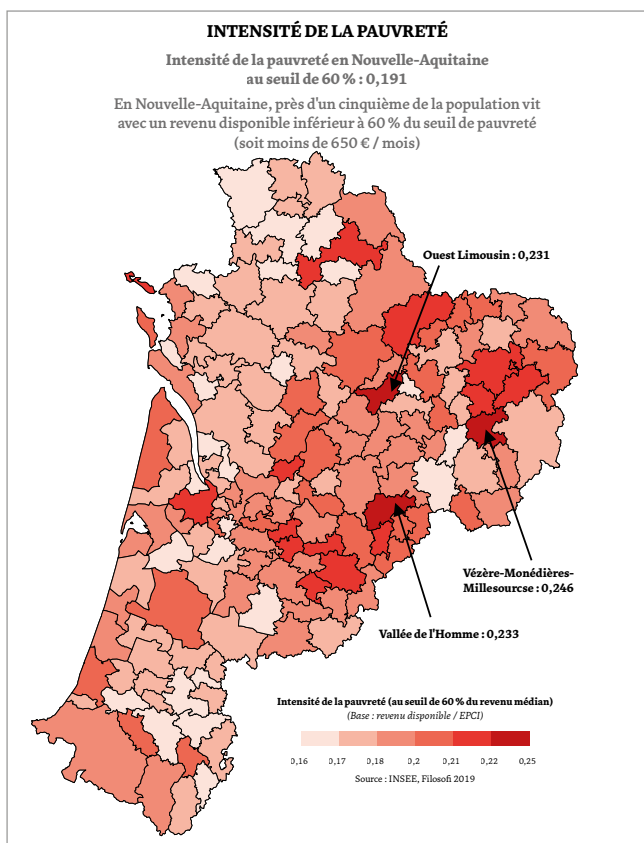 INTENSITÉ DE LA PAUVRETÉ
Intensité de la pauvreté en Nouvelle-Aquitaine
au seuil de 60 % : 0,191
En Nouvelle-Aquitaine, près d'un cinquième de la population vit
avec un revenu disponible inférieur à 60 % du seuil de pauvreté
(soit moins de 650 € / mois)
Ouest Limousin : 0,231
Vézère-Monédières-
Millesourcse : 0,246
Vallée de l'Homme : 0,233
Intensité de la pauvreté (au seuil de 60 % du revenu médian)
(Base : revenu disponible / EPCI)
0,16 0,17 0,18 0,2 0,21 0,22 0,25
Source : INSEE, Filosofi 2019